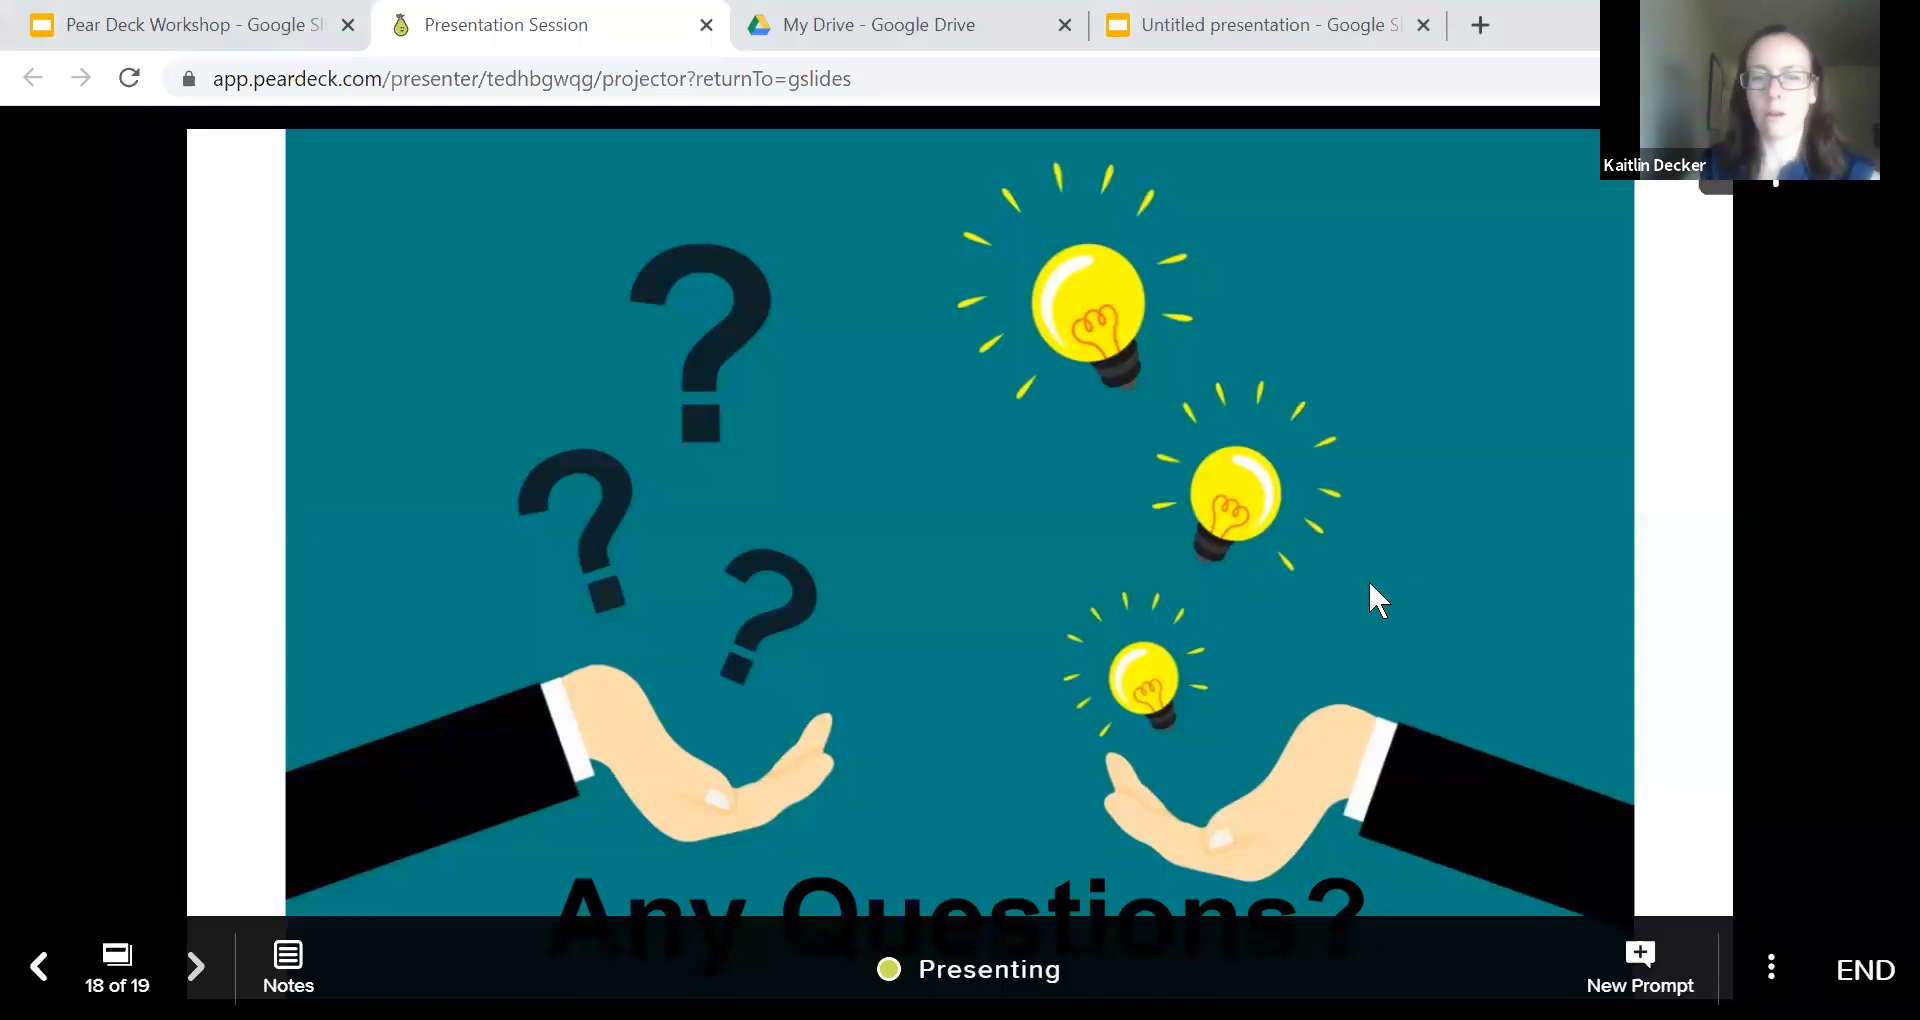 Pear Deck Workshop - Google Sli
Presentation Session
My Drive - Google Drive
Untitled presentation - Google Sl
app.peardeck.com/presenter/tedhbgwqg/projector?returnTo=gslides
Kaitlin Decker
? ? ?
Any Questions?
18 of 19
Notes
Presenting
New Prompt
END